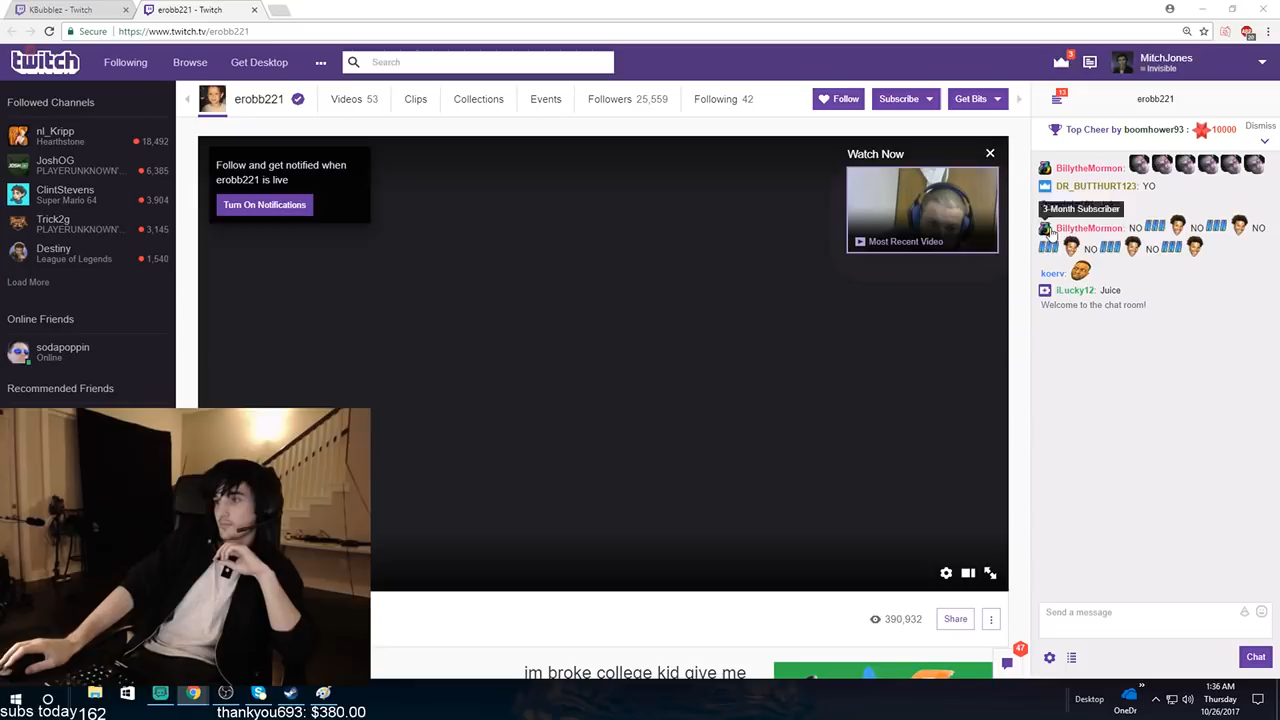 KBubblez - Twitch
erobb221 - Twitch
Secure
https://www.twitch.tv/erobb221
twitch
Following
Browse
Get Desktop
Search
3
MitchJones
Invisible
Followed Channels
nl_Kripp
Hearthstone
18,492
JoshOG
PLAYERUNKNOWN'...
6,385
ClintStevens
Super Mario 64
3,904
Trick2g
PLAYERUNKNOWN'...
3,145
Destiny
League of Legends
1,540
Load More
Online Friends
sodapoppin
Online
Recommended Friends
erobb221
Videos 53
Clips
Collections
Events
Followers 25,559
Following 42
Follow
Subscribe
Get Bits
Follow and get notified when
erobb221 is live
Turn On Notifications
Watch Now
Most Recent Video
390,932
Share
im broke college kid give me
47
13
erobb221
Top Cheer by boomhower93 : 10000
Dismiss
BillytheMormon:
DR_BUTTHURT123: YO
3-Month Subscriber
BillytheMormon: NO NO NO
NO NO
koerv:
iLucky12: Juice
Welcome to the chat room!
Send a message
Chat
Desktop
OneDr
1:36 AM
Thursday
10/26/2017
subs today 162
thankyou693: $380.00